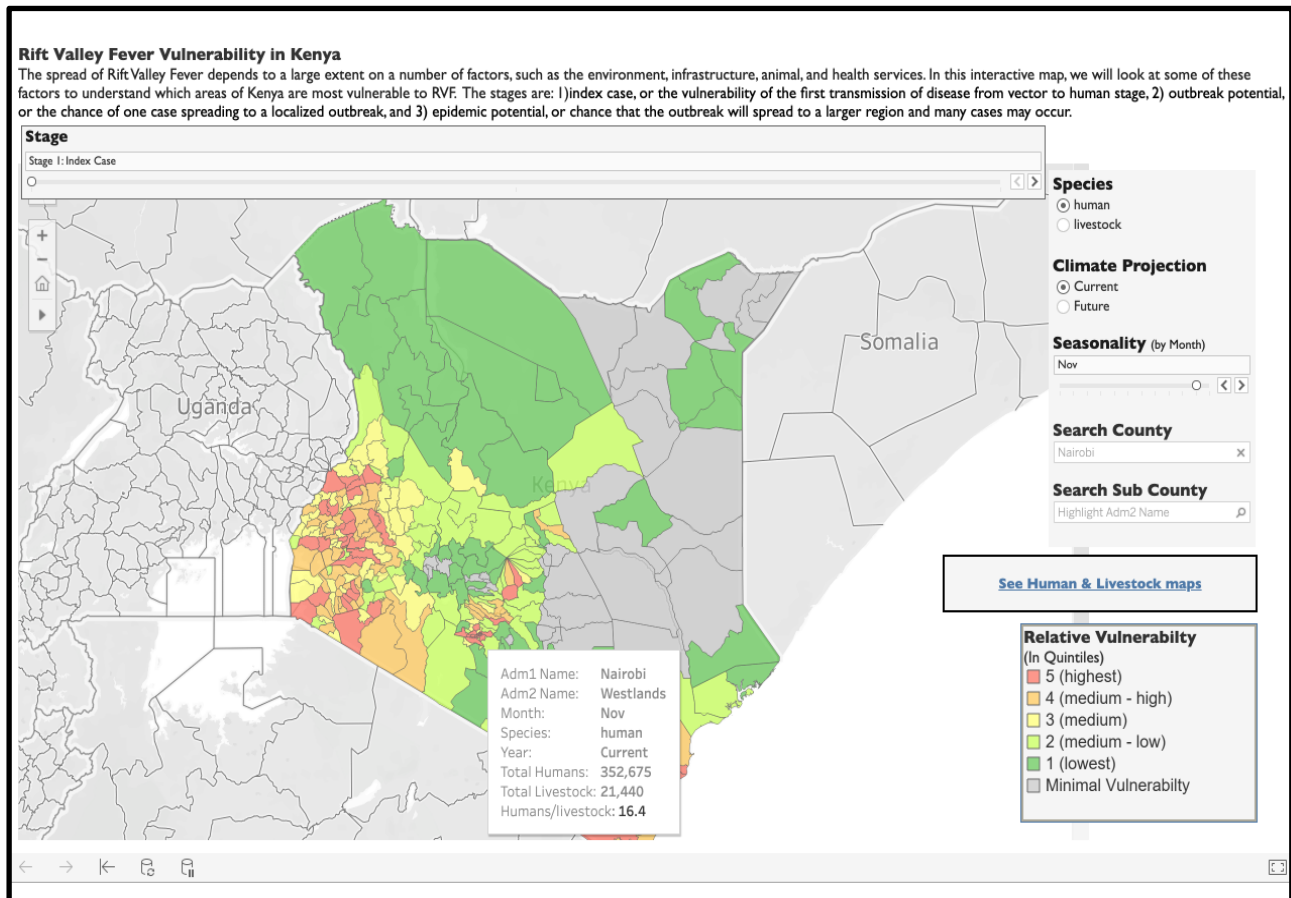 Rift Valley Fever Vulnerability in Kenya
The spread of Rift Valley Fever depends to a large extent on a number of factors, such as the environment, infrastructure, animal, and health services. In this interactive map, we will look at some of these
factors to understand which areas of Kenya are most vulnerable to RVF. The stages are: 1)index case, or the vulnerability of the first transmission of disease from vector to human stage, 2) outbreak potential,
or the chance of one case spreading to a localized outbreak, and 3) epidemic potential, or chance that the outbreak will spread to a larger region and many cases may occur.
Stage
Stage 1: Index Case
Species
human
livestock
Climate Projection
Current
Future
Seasonality (by Month)
Nov
Search County
Nairobi
Search Sub County
Highlight Adm2 Name
See Human & Livestock maps
Relative Vulnerabilty
(In Quintiles)
5 (highest)
4 (medium - high)
3 (medium)
2 (medium - low)
1 (lowest)
Minimal Vulnerabilty
Uganda
Kenya
Somalia
Adm1 Name: Nairobi
Adm2 Name: Westlands
Month: Nov
Species: human
Year: Current
Total Humans: 352,675
Total Livestock: 21,440
Humans/livestock: 16.4